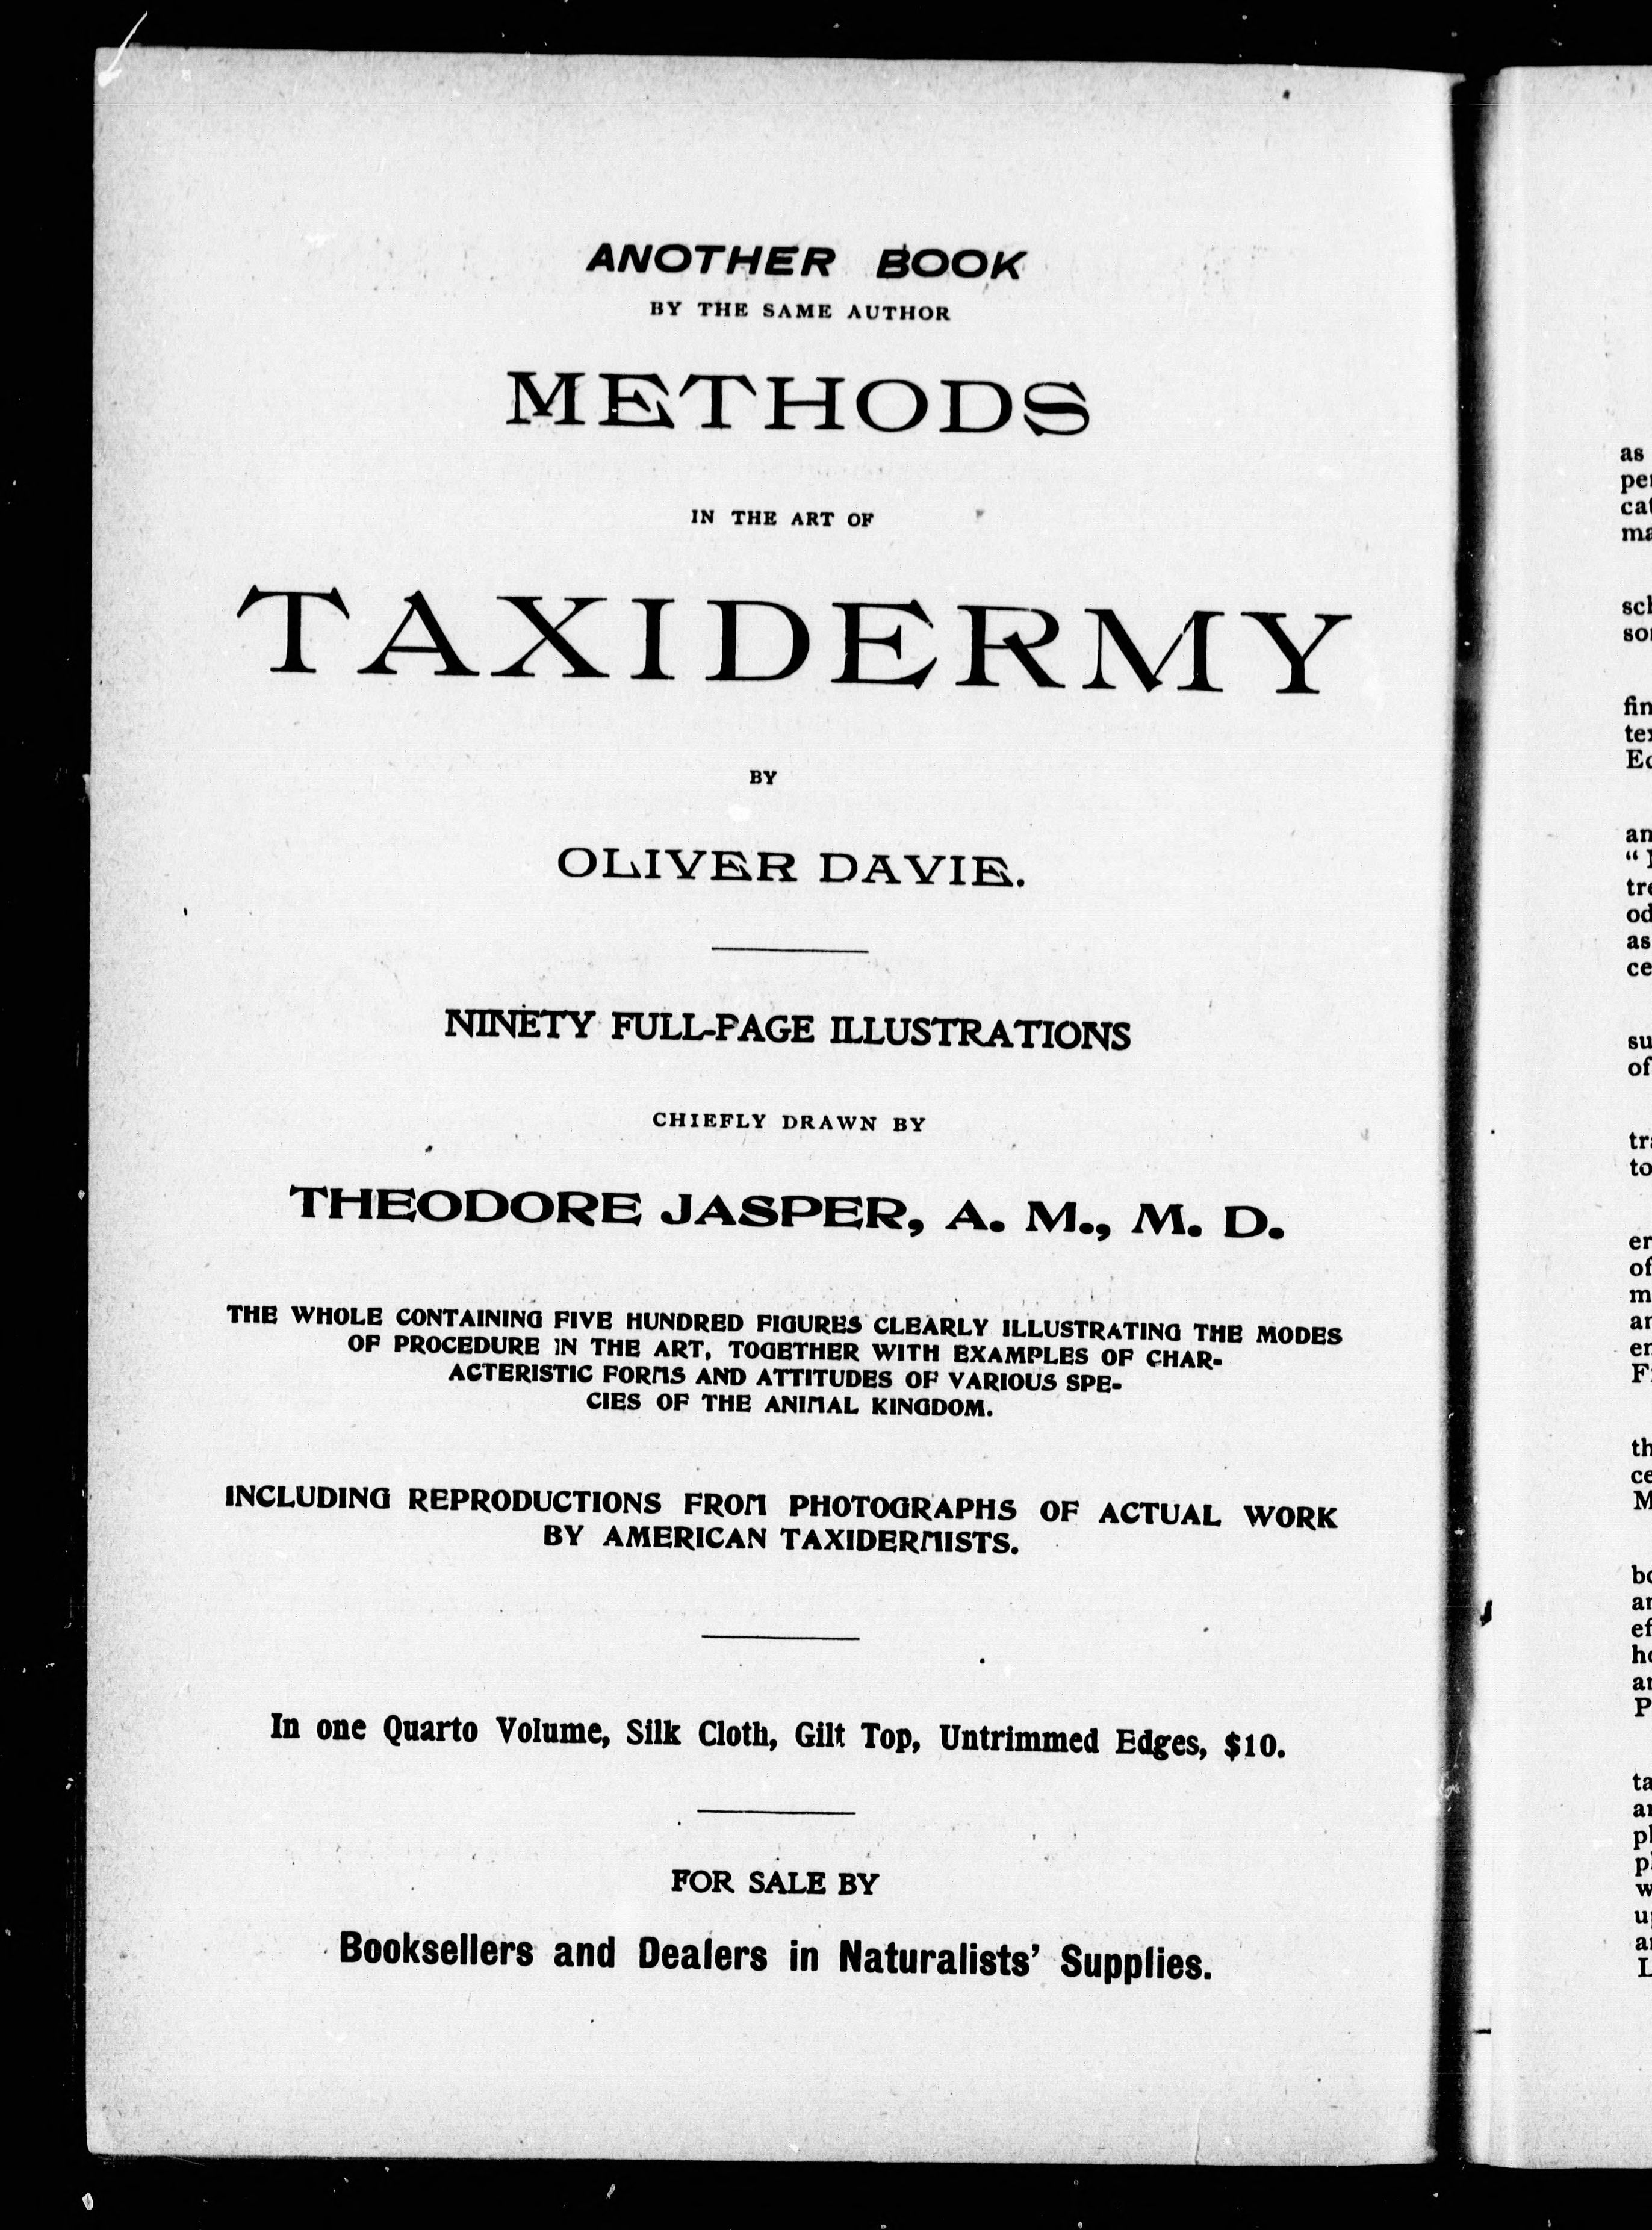 ANOTHER BOOK
BY THE SAME AUTHOR
METHODS
IN THE ART OF
TAXIDERMY
BY
OLIVER DAVIE.
NINETY FULL-PAGE ILLUSTRATIONS
CHIEFLY DRAWN BY
THEODORE JASPER, A. M., M. D.
THE WHOLE CONTAINING FIVE HUNDRED FIGURES CLEARLY ILLUSTRATING THE MODES
OF PROCEDURE IN THE ART, TOGETHER WITH EXAMPLES OF CHAR-
ACTERISTIC FORMS AND ATTITUDES OF VARIOUS SPE-
CIES OF THE ANIMAL KINGDOM.
INCLUDING REPRODUCTIONS FROM PHOTOGRAPHS OF ACTUAL WORK
BY AMERICAN TAXIDERMISTS.
In one Quarto Volume, Silk Cloth, Gilt Top, Untrimmed Edges, $10.
FOR SALE BY
Booksellers and Dealers in Naturalists' Supplies.